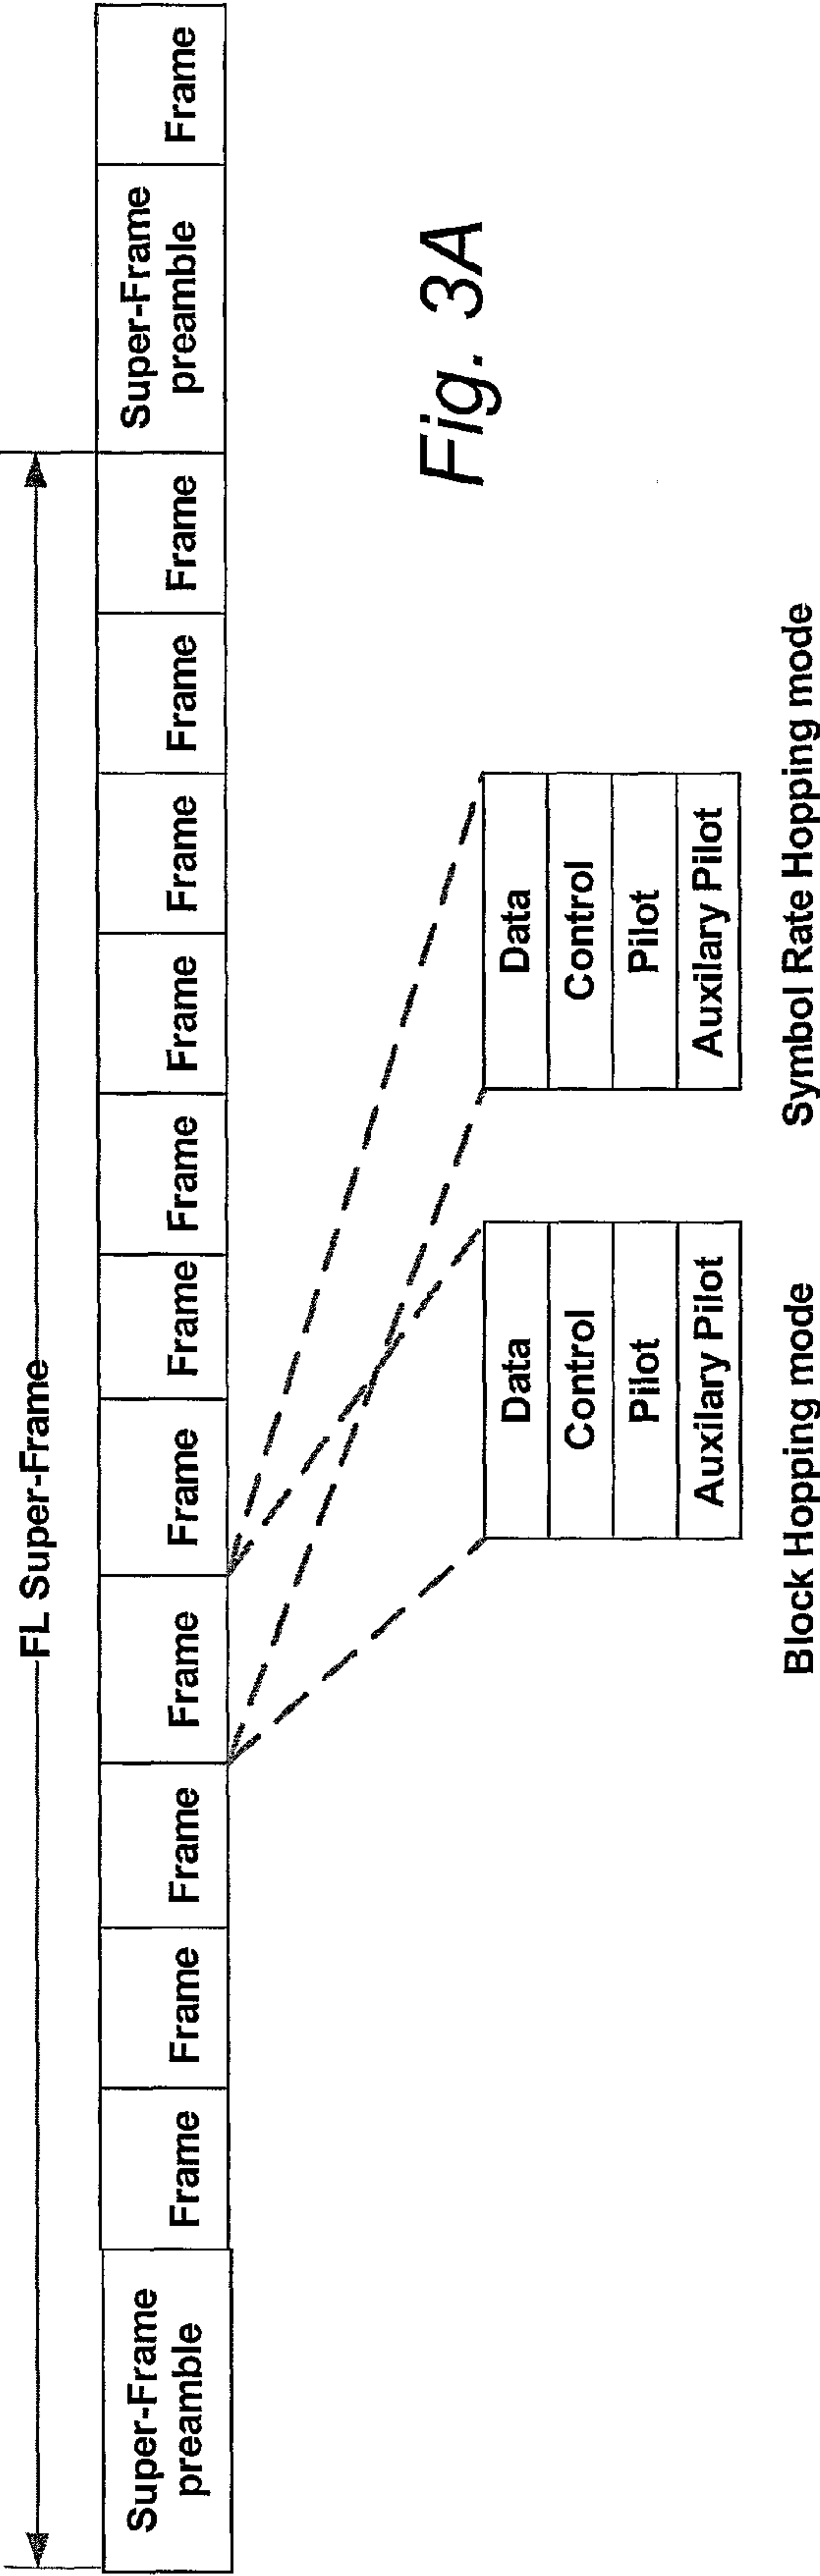 FL Super-Frame
Super-Frame
preamble
Frame
Frame
Frame
Frame
Frame
Frame
Frame
Frame
Frame
Frame
Frame
Super-Frame
preamble
Frame
Data
Control
Pilot
Auxilary Pilot
Block Hopping mode
Data
Control
Pilot
Auxilary Pilot
Symbol Rate Hopping mode
Fig. 3A